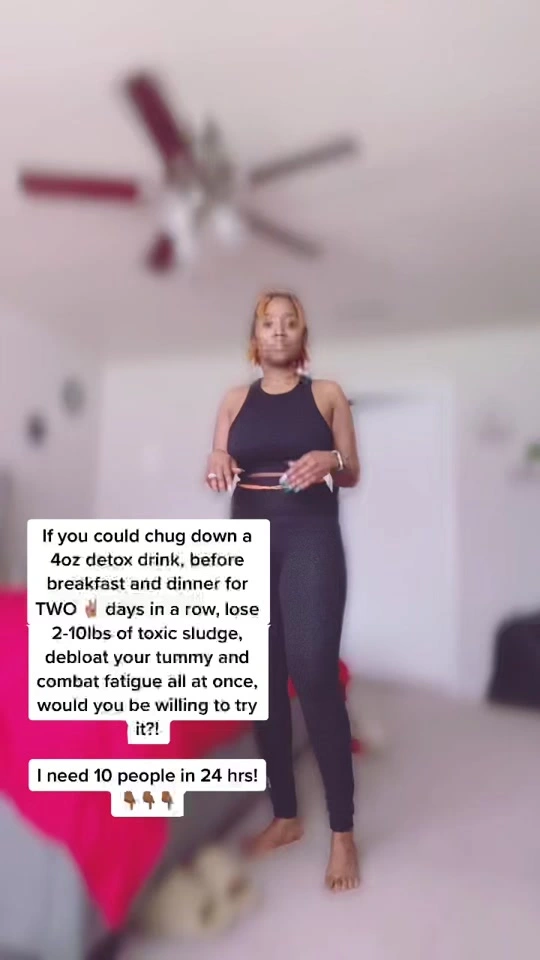 If you could chug down a
4oz detox drink, before
breakfast and dinner for
TWO ✌🏽 days in a row, lose
2-10lbs of toxic sludge,
debloat your tummy and
combat fatigue all at once,
would you be willing to try
it?!
I need 10 people in 24 hrs!
👇🏾👇🏾👇🏾